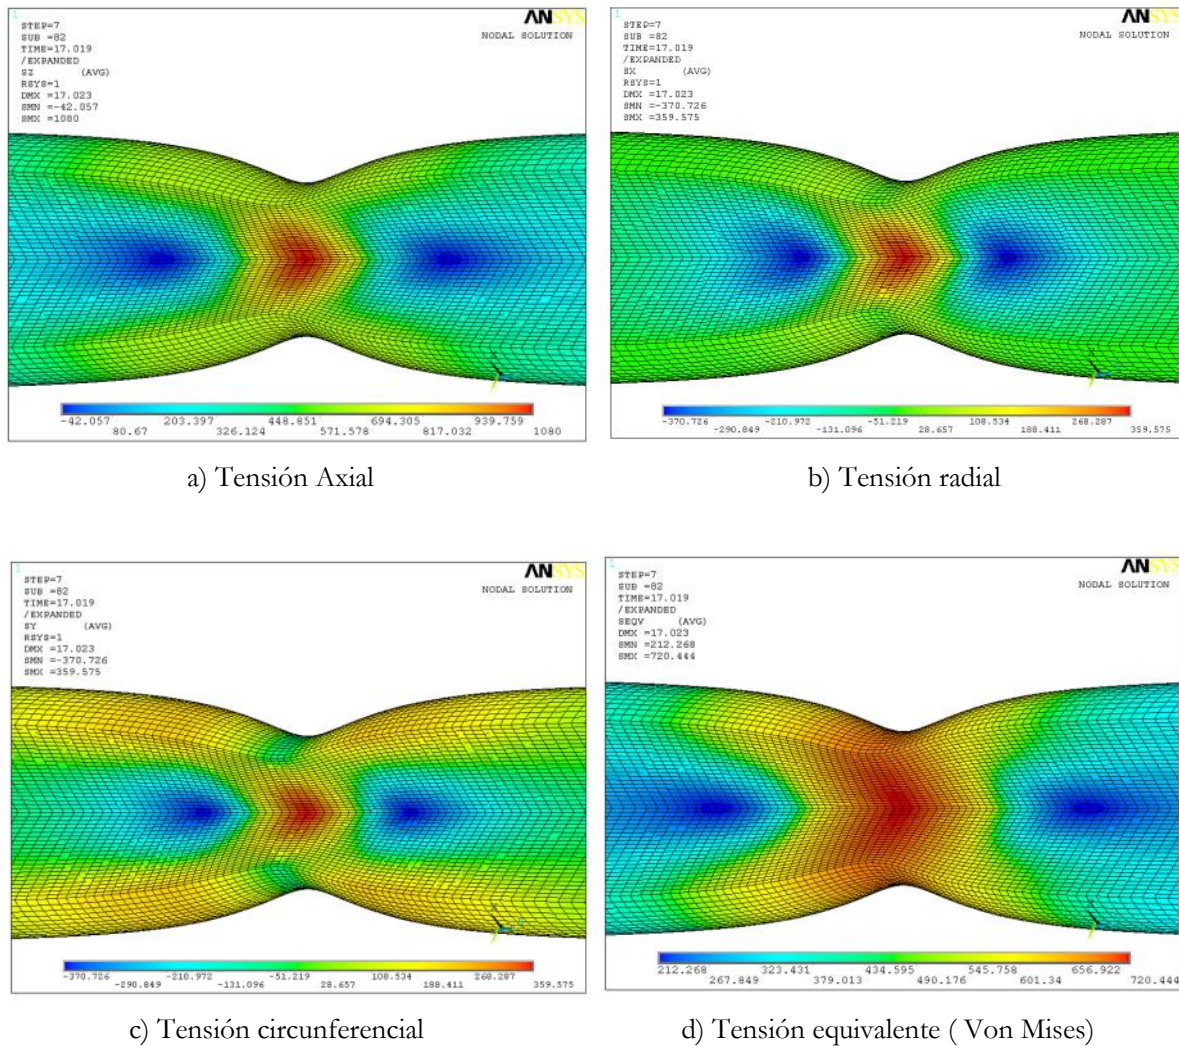 1
ANSYS
STEP=7
SUB =82
TIME=17.019
/EXPANDED
SZ (AVG)
RSYS=1
DMX =17.023
SMN =-42.057
SMX =1080
NODAL SOLUTION
-42.057 203.397 448.851 694.305 939.759
80.67 326.124 571.578 817.032 1080
a) Tensión Axial
1
ANSYS
STEP=7
SUB =82
TIME=17.019
/EXPANDED
SX (AVG)
RSYS=1
DMX =17.023
SMN =-370.726
SMX =359.575
NODAL SOLUTION
-370.726 -210.972 -51.219 108.534 268.287
-290.849 -131.096 28.657 188.411 359.575
b) Tensión radial
1
ANSYS
STEP=7
SUB =82
TIME=17.019
/EXPANDED
SY (AVG)
RSYS=1
DMX =17.023
SMN =-370.726
SMX =359.575
NODAL SOLUTION
-370.726 -210.972 -51.219 108.534 268.287
-290.849 -131.096 28.657 188.411 359.575
c) Tensión circunferencial
1
ANSYS
STEP=7
SUB =82
TIME=17.019
/EXPANDED
SEQV (AVG)
DMX =17.023
SMN =212.268
SMX =720.444
NODAL SOLUTION
212.268 323.431 434.595 545.758 656.922
267.849 379.013 490.176 601.34 720.444
d) Tensión equivalente ( Von Mises)